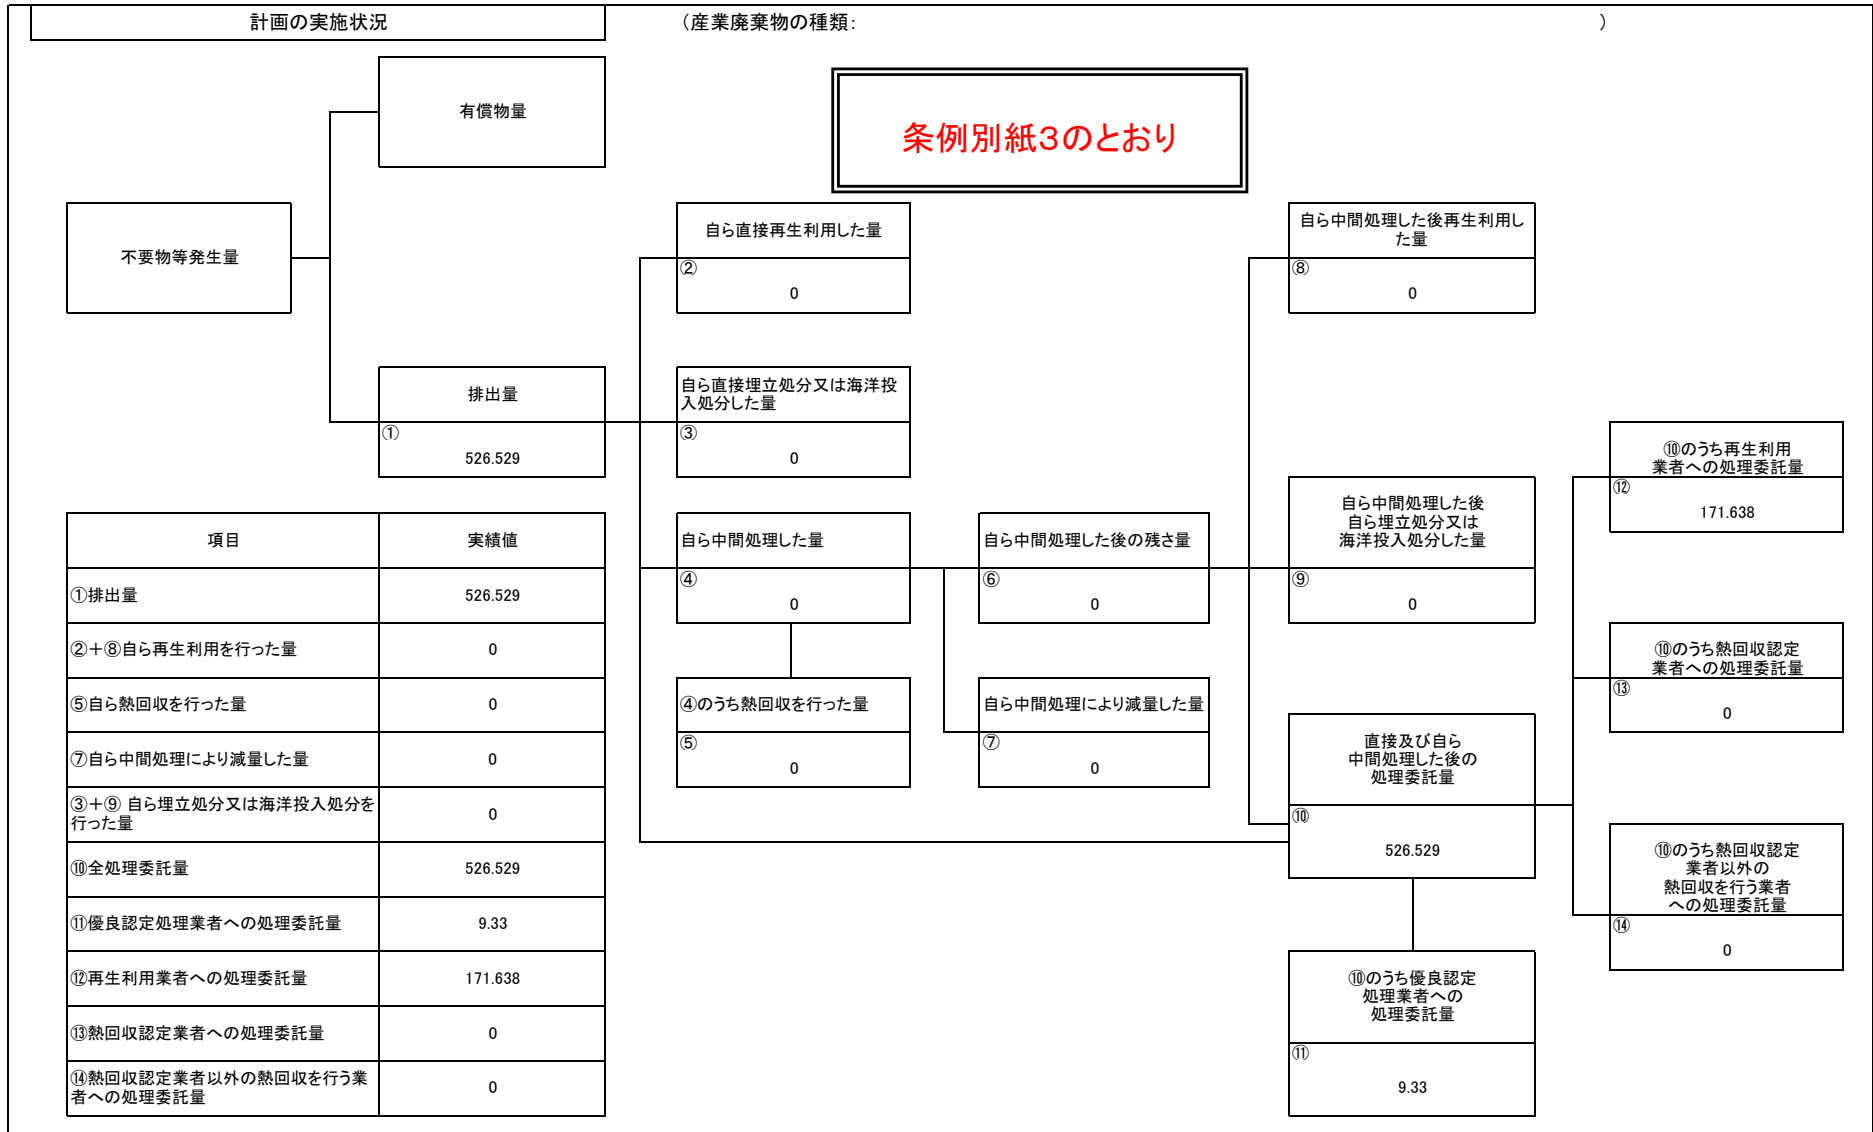 計画の実施状況
（産業廃棄物の種類： ）
有償物量
条例別紙３のとおり
不要物等発生量
自ら直接再生利用した量
②
0
自ら中間処理した後再生利用し
た量
⑧
0
排出量
①
526.529
自ら直接埋立処分又は海洋投
入処分した量
③
0
⑩のうち再生利用
業者への処理委託量
⑫
171.638
自ら中間処理した量
④
0
自ら中間処理した後の残さ量
⑥
0
自ら中間処理した後
自ら埋立処分又は
海洋投入処分した量
⑨
0
⑩のうち熱回収認定
業者への処理委託量
⑬
0
④のうち熱回収を行った量
⑤
0
自ら中間処理により減量した量
⑦
0
直接及び自ら
中間処理した後の
処理委託量
⑩
526.529
⑩のうち熱回収認定
業者以外の
熱回収を行う業者
への処理委託量
⑭
0
⑩のうち優良認定
処理業者への
処理委託量
⑪
9.33
項目 実績値
①排出量 526.529
②＋⑧自ら再生利用を行った量 0
⑤自ら熱回収を行った量 0
⑦自ら中間処理により減量した量 0
③＋⑨ 自ら埋立処分又は海洋投入処分を
行った量 0
⑩全処理委託量 526.529
⑪優良認定処理業者への処理委託量 9.33
⑫再生利用業者への処理委託量 171.638
⑬熱回収認定業者への処理委託量 0
⑭熱回収認定業者以外の熱回収を行う業
者への処理委託量 0